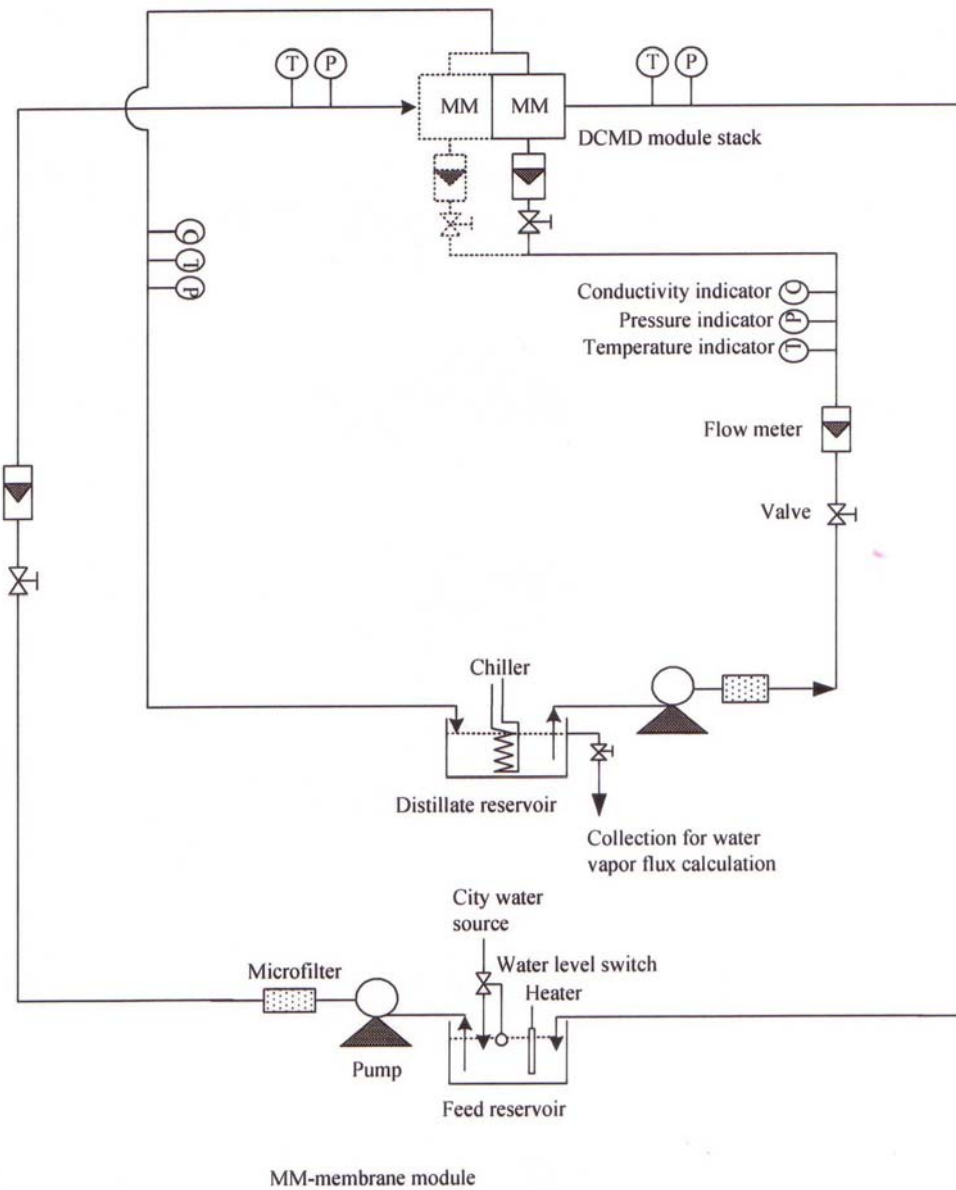 T P
T P
MM MM
DCMD module stack
C
T
P
Conductivity indicator C
Pressure indicator P
Temperature indicator T
Flow meter
Valve
Chiller
Distillate reservoir
Collection for water
vapor flux calculation
City water
source
Microfilter
Water level switch
Heater
Pump
Feed reservoir
MM-membrane module